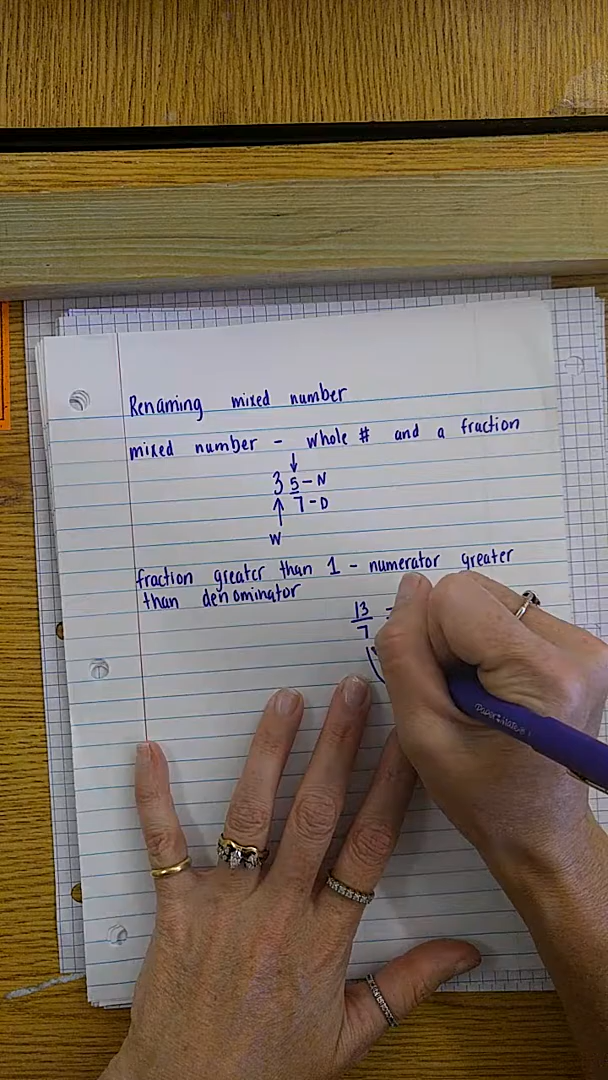 Renaming mixed number
mixed number - whole # and a fraction
↓
3 5/7 - N
- D
↑
W
fraction greater than 1 - numerator greater
than denominator
13/7 -